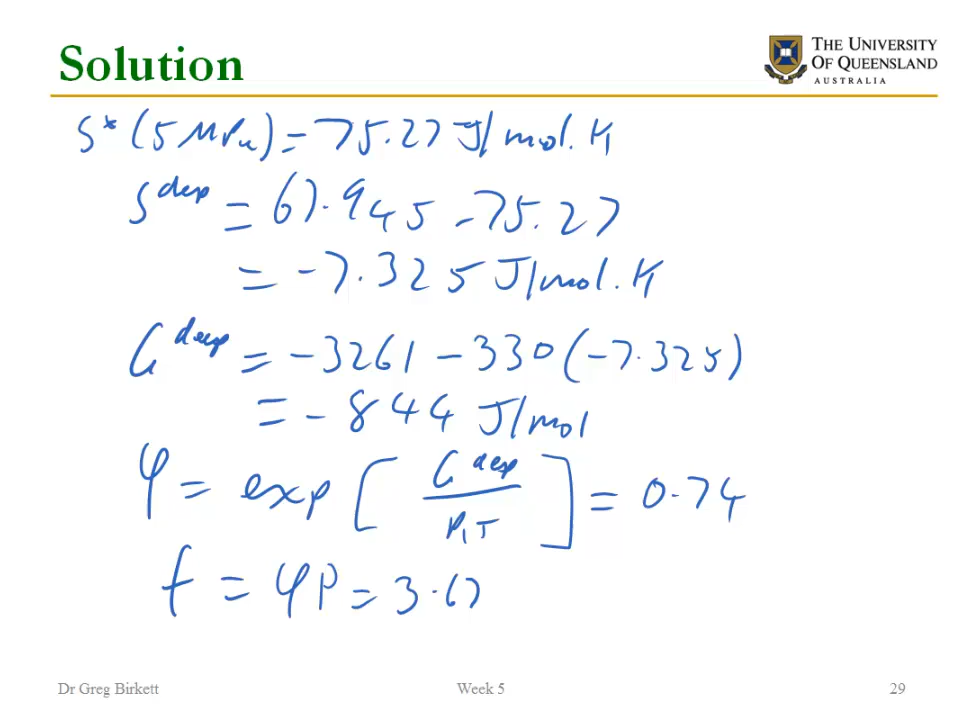 Solution
THE UNIVERSITY
OF QUEENSLAND
AUSTRALIA
S* (5 MPa) = 75.27 J/mol.K
S^dep = 67.945 - 75.27
= -7.325 J/mol.K
G^dep = -3261 - 330(-7.325)
= -844 J/mol
φ = exp [ G^dep / RT ] = 0.74
f = φP = 3.67
Dr Greg Birkett
Week 5
29